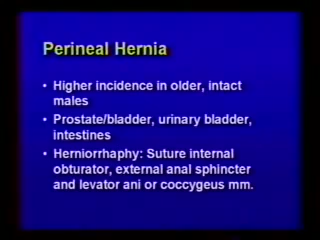 Perineal Hernia
• Higher incidence in older, intact
males
• Prostate/bladder, urinary bladder,
intestines
• Herniorrhaphy: Suture internal
obturator, external anal sphincter
and levator ani or coccygeus mm.